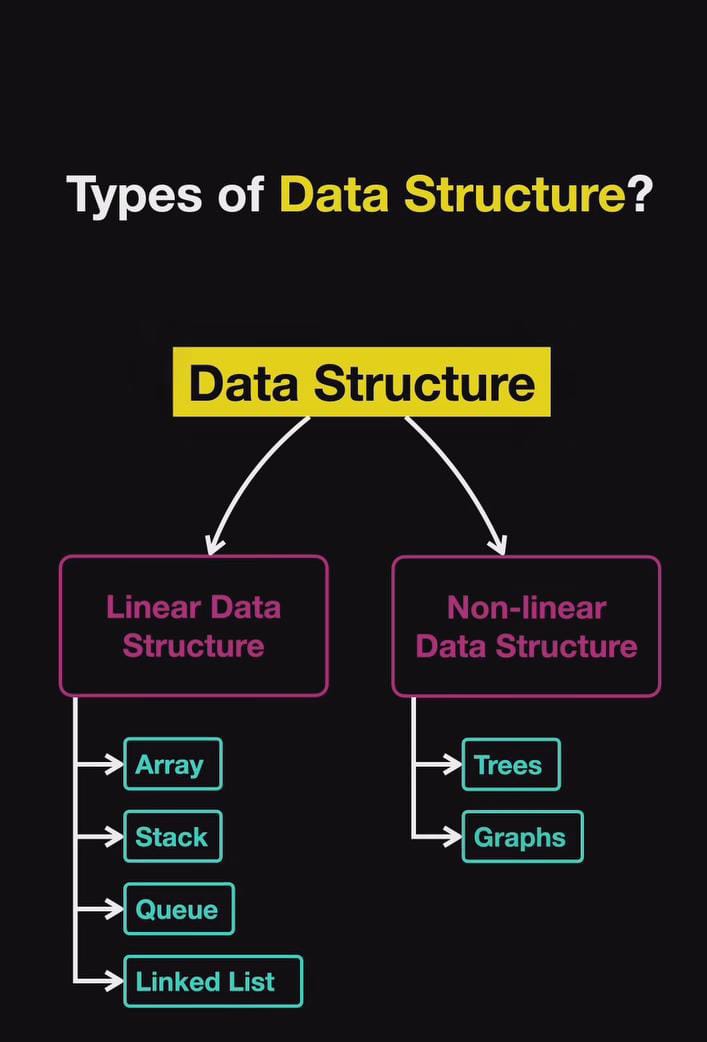 Types of Data Structure?
Data Structure
Linear Data
Structure
Array
Stack
Queue
Linked List
Non-linear
Data Structure
Trees
Graphs